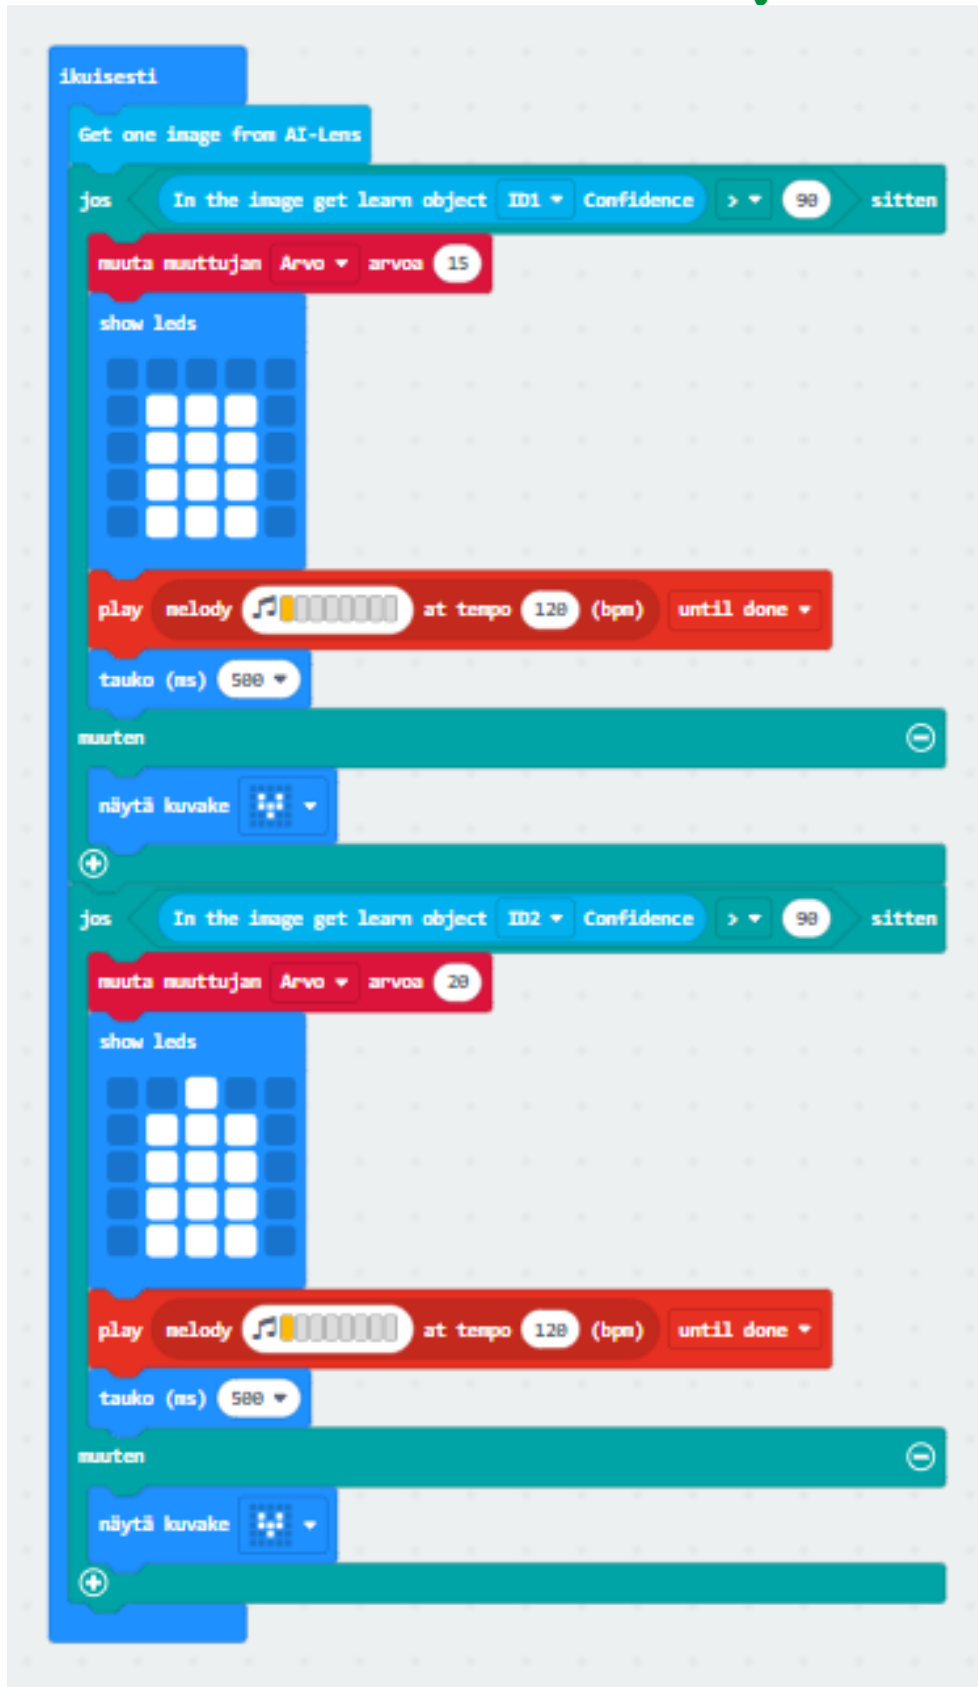 ikuisesti
Get one image from AI-Lens
jos In the image get learn object ID1 Confidence > 90 sitten
muuta muuttujan Arvo arvoa 15
show leds
play melody at tempo 120 (bpm) until done
tauko (ms) 500
muuten
näytä kuvake
jos In the image get learn object ID2 Confidence > 90 sitten
muuta muuttujan Arvo arvoa 20
show leds
play melody at tempo 120 (bpm) until done
tauko (ms) 500
muuten
näytä kuvake